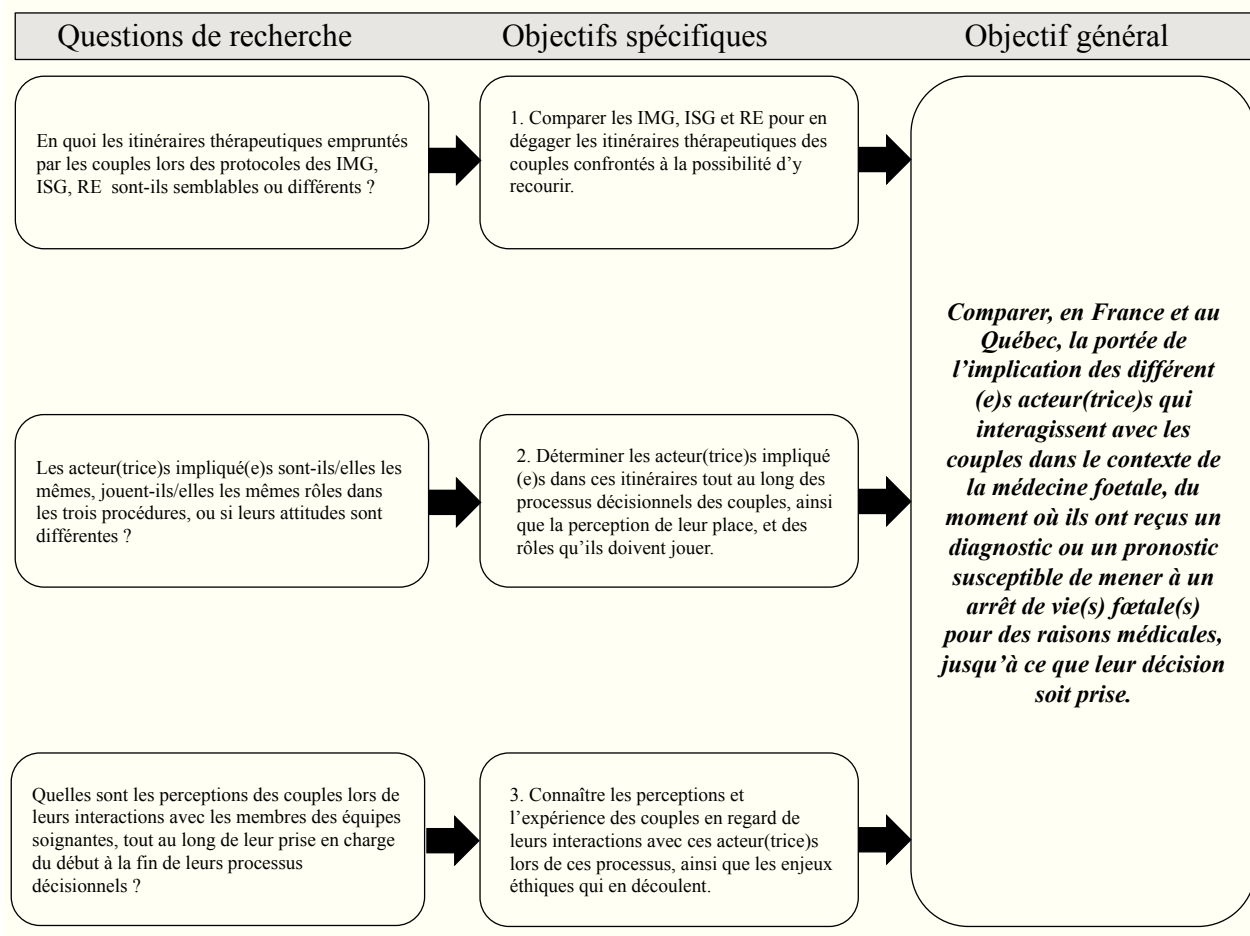 Questions de recherche
Objectifs spécifiques
Objectif général
En quoi les itinéraires thérapeutiques empruntés
par les couples lors des protocoles des IMG,
ISG, RE sont-ils semblables ou différents ?
1. Comparer les IMG, ISG et RE pour en
dégager les itinéraires thérapeutiques des
couples confrontés à la possibilité d’y
recourir.
Les acteur(trice)s impliqué(e)s sont-ils/elles les
mêmes, jouent-ils/elles les mêmes rôles dans
les trois procédures, ou si leurs attitudes sont
différentes ?
2. Déterminer les acteur(trice)s impliqué
(e)s dans ces itinéraires tout au long des
processus décisionnels des couples, ainsi
que la perception de leur place, et des
rôles qu’ils doivent jouer.
Quelles sont les perceptions des couples lors de
leurs interactions avec les membres des équipes
soignantes, tout au long de leur prise en charge
du début à la fin de leurs processus
décisionnels ?
3. Connaître les perceptions et
l’expérience des couples en regard de
leurs interactions avec ces acteur(trice)s
lors de ces processus, ainsi que les enjeux
éthiques qui en découlent.
Comparer, en France et au
Québec, la portée de
l’implication des différent
(e)s acteur(trice)s qui
interagissent avec les
couples dans le contexte de
la médecine foetale, du
moment où ils ont reçus un
diagnostic ou un pronostic
susceptible de mener à un
arrêt de vie(s) fœtale(s)
pour des raisons médicales,
jusqu’à ce que leur décision
soit prise.